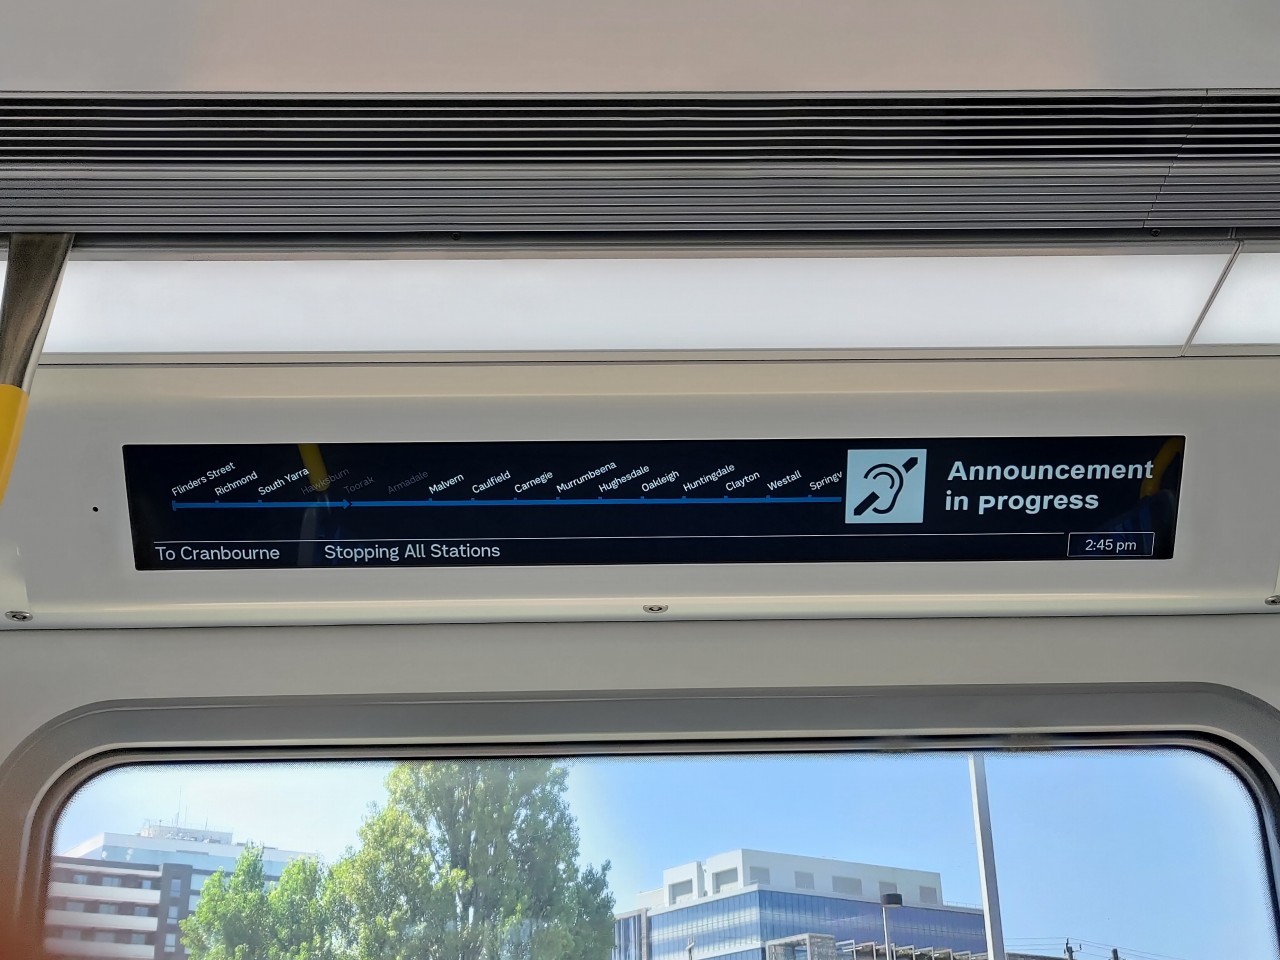 Flinders Street
Richmond
South Yarra
Hawksburn
Toorak
Armadale
Malvern
Caulfield
Carnegie
Murrumbeena
Hughesdale
Oakleigh
Huntingdale
Clayton
Westall
Springv
Announcement
in progress
To Cranbourne
Stopping All Stations
2:45 pm